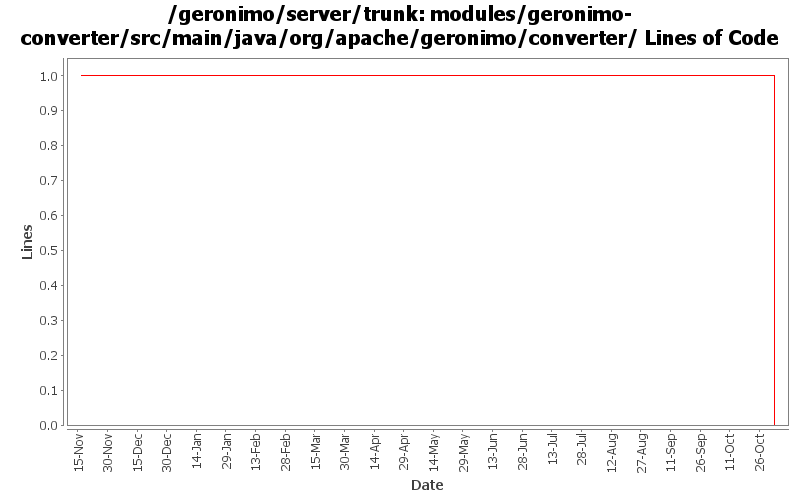 /geronimo/server/trunk: modules/geronimo-
converter/src/main/java/org/apache/geronimo/converter/ Lines of Code
1.0
0.9
0.8
0.7
0.6
0.5
0.4
0.3
0.2
0.1
0.0
Lines
15-Nov
30-Nov
15-Dec
30-Dec
14-Jan
29-Jan
13-Feb
28-Feb
15-Mar
30-Mar
14-Apr
29-Apr
14-May
29-May
13-Jun
28-Jun
13-Jul
28-Jul
12-Aug
27-Aug
11-Sep
26-Sep
11-Oct
26-Oct
Date